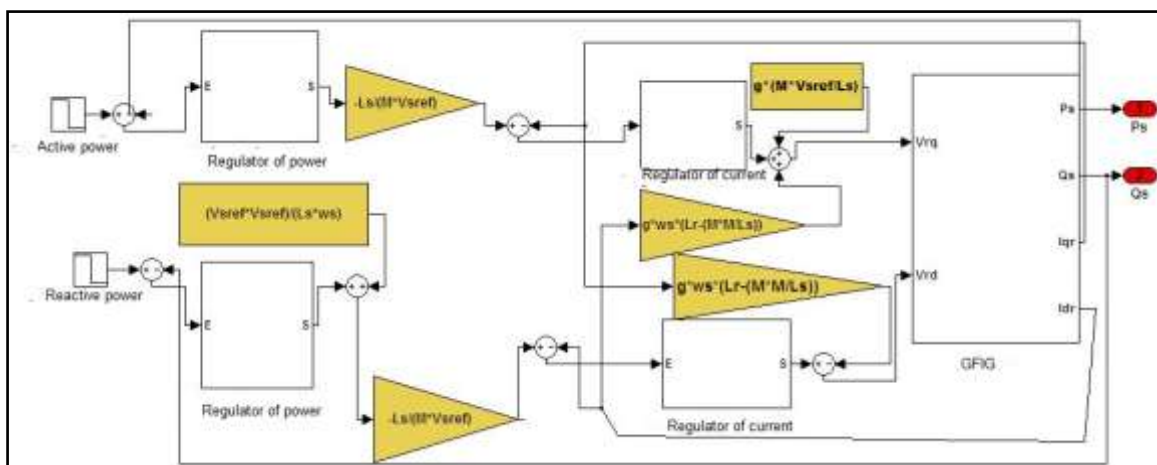 Active power
E
S
Regulator of power
-Ls/(M*Vsref)
S
Regulator of current
g*(M*Vsref/Ls)
Vrq
Vrd
Ps
Qs
Iqr
Idr
GFIG
Ps
Qs
(Vsref*Vsref)/(Ls*ws)
g*ws*(Lr-(M*M/Ls))
g*ws*(Lr-(M*M/Ls))
Reactive power
E
S
Regulator of power
-Ls/(M*Vsref)
E
S
Regulator of current